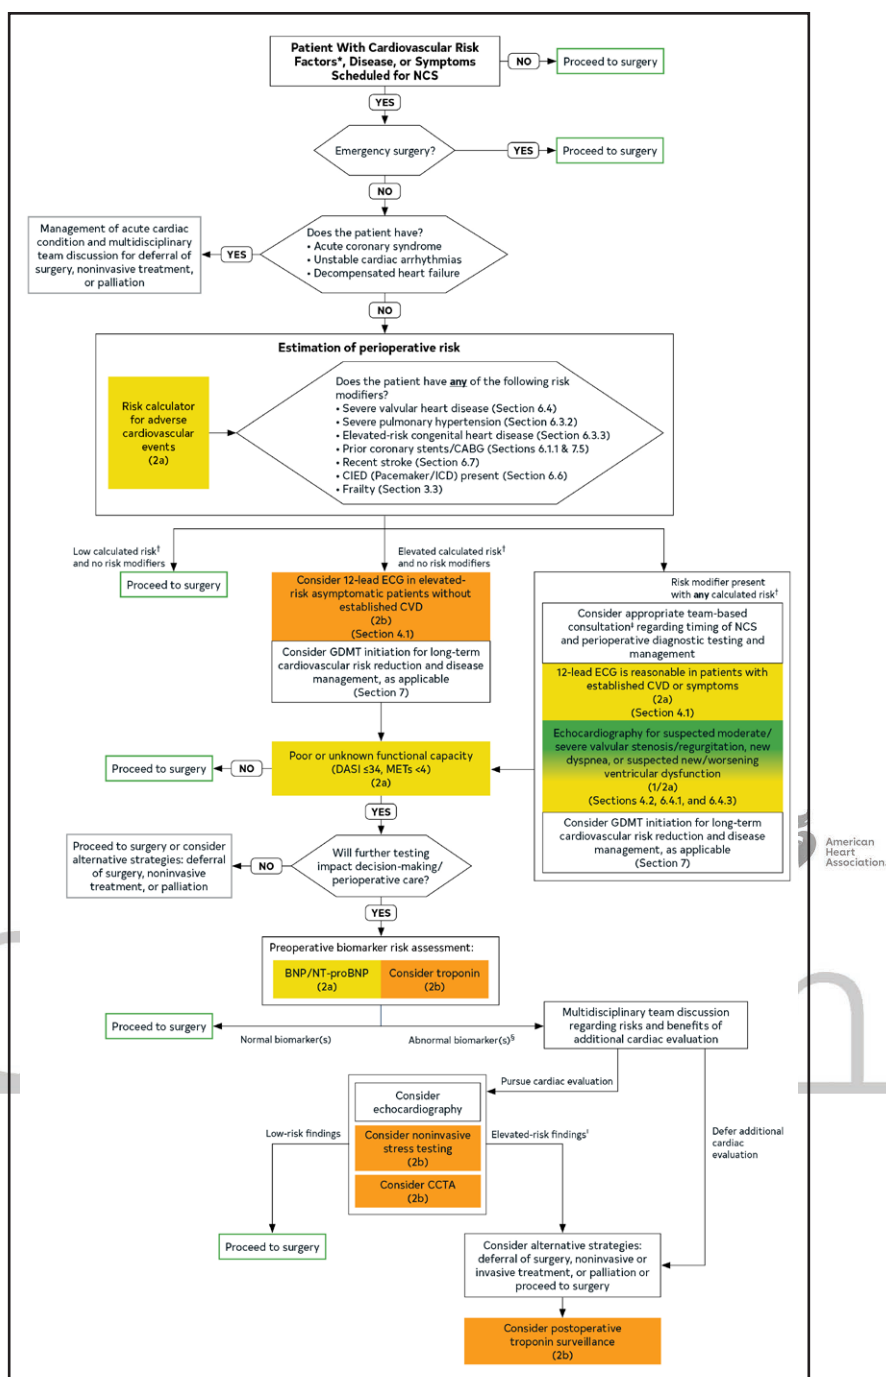 Patient With Cardiovascular Risk
Factors*, Disease, or Symptoms
Scheduled for NCS
NO
Proceed to surgery
YES
Emergency surgery?
YES
Proceed to surgery
NO
Management of acute cardiac
condition and multidisciplinary
team discussion for deferral of
surgery, noninvasive treatment,
or palliation
YES
Does the patient have?
• Acute coronary syndrome
• Unstable cardiac arrhythmias
• Decompensated heart failure
NO
Estimation of perioperative risk
Risk calculator
for adverse
cardiovascular
events
(2a)
Does the patient have any of the following risk
modifiers?
• Severe valvular heart disease (Section 6.4)
• Severe pulmonary hypertension (Section 6.3.2)
• Elevated-risk congenital heart disease (Section 6.3.3)
• Prior coronary stents/CABG (Sections 6.1.1 & 7.5)
• Recent stroke (Section 6.7)
• CIED (Pacemaker/ICD) present (Section 6.6)
• Frailty (Section 3.3)
Low calculated risk†
and no risk modifiers
Proceed to surgery
Elevated calculated risk†
and no risk modifiers
Consider 12-lead ECG in elevated-
risk asymptomatic patients without
established CVD
(2b)
(Section 4.1)
Consider GDMT initiation for long-term
cardiovascular risk reduction and disease
management, as applicable
(Section 7)
Risk modifier present
with any calculated risk†
Consider appropriate team-based
consultation‡ regarding timing of NCS
and perioperative diagnostic testing and
management
12-lead ECG is reasonable in patients with
established CVD or symptoms
(2a)
(Section 4.1)
Echocardiography for suspected moderate/
severe valvular stenosis/regurgitation, new
dyspnea, or suspected new/worsening
ventricular dysfunction
(1/2a)
(Sections 4.2, 6.4.1, and 6.4.3)
Consider GDMT initiation for long-term
cardiovascular risk reduction and disease
management, as applicable
(Section 7)
Proceed to surgery
NO
Poor or unknown functional capacity
(DASI ≤34, METs <4)
(2a)
YES
Proceed to surgery or consider
alternative strategies: deferral
of surgery, noninvasive
treatment, or palliation
NO
Will further testing
impact decision-making/
perioperative care?
YES
American
Heart
Association.
Preoperative biomarker risk assessment:
BNP/NT-proBNP
(2a)
Consider troponin
(2b)
Proceed to surgery
Normal biomarker(s)
Abnormal biomarker(s)§
Multidisciplinary team discussion
regarding risks and benefits of
additional cardiac evaluation
Pursue cardiac evaluation
Consider
echocardiography
Consider noninvasive
stress testing
(2b)
Consider CCTA
(2b)
Low-risk findings
Elevated-risk findings‡
Defer additional
cardiac
evaluation
Proceed to surgery
Consider alternative strategies:
deferral of surgery, noninvasive or
invasive treatment, or palliation or
proceed to surgery
Consider postoperative
troponin surveillance
(2b)